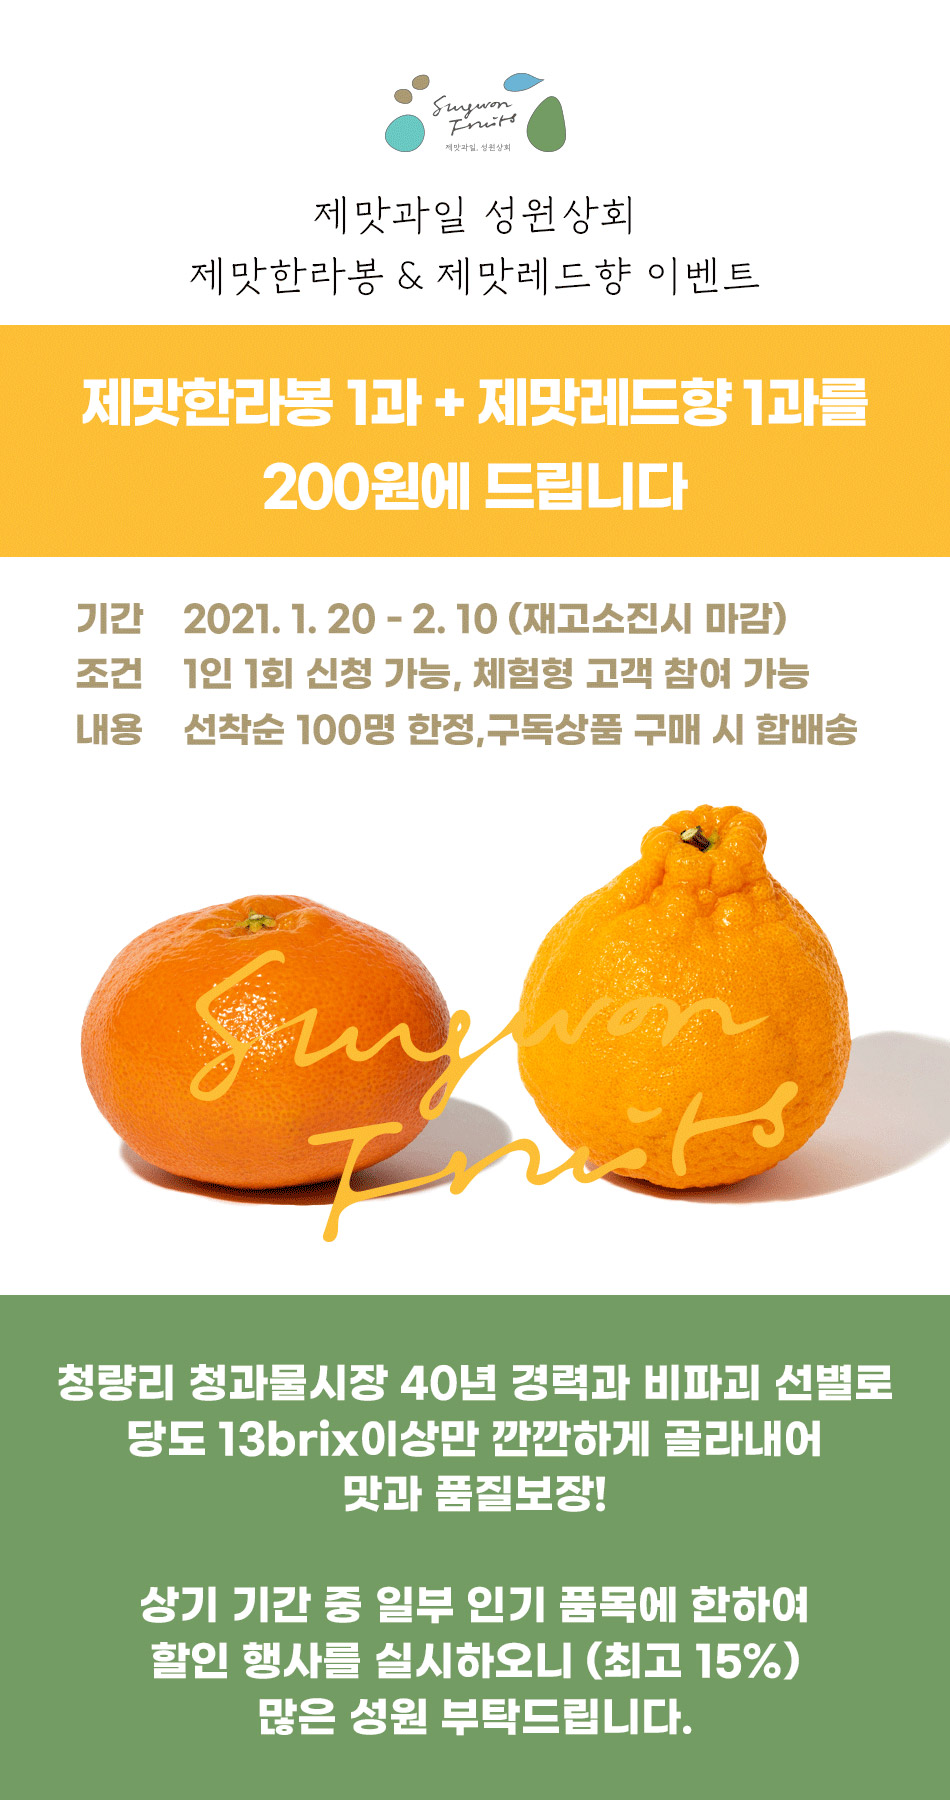 Sungwon
Fruits
제맛과일, 성원상회
제맛과일 성원상회
제맛한라봉 & 제맛레드향 이벤트
제맛한라봉 1과 + 제맛레드향 1과를
200원에 드립니다
기간 2021. 1. 20 - 2. 10 (재고소진시 마감)
조건 1인 1회 신청 가능, 체험형 고객 참여 가능
내용 선착순 100명 한정,구독상품 구매 시 합배송
Sungwon
Fruits
청량리 청과물시장 40년 경력과 비파괴 선별로
당도 13brix이상만 깐깐하게 골라내어
맛과 품질보장!
상기 기간 중 일부 인기 품목에 한하여
할인 행사를 실시하오니 (최고 15%)
많은 성원 부탁드립니다.